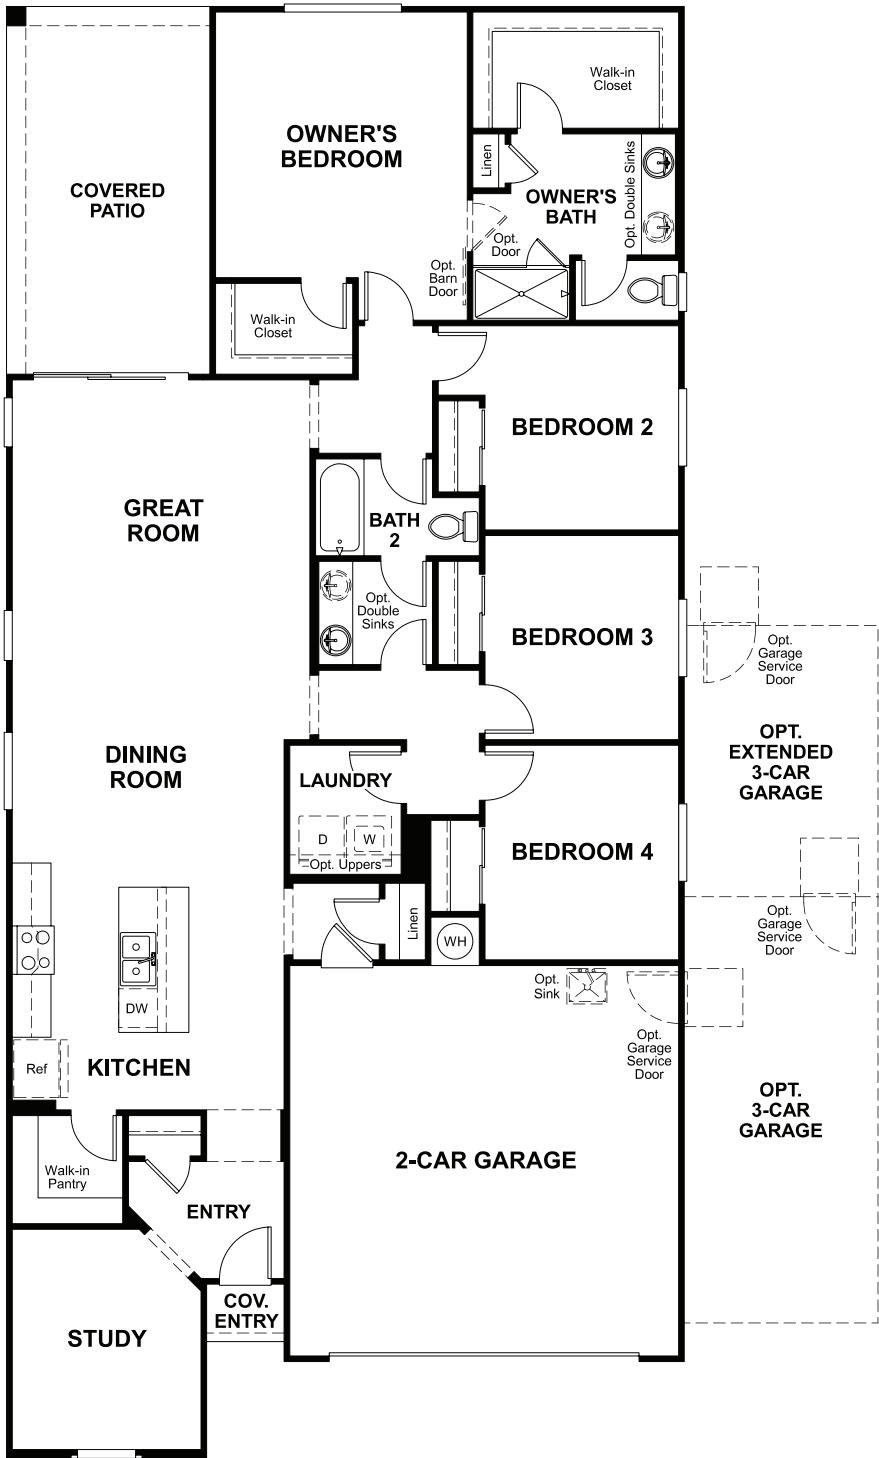 Walk-in
Closet
OWNER'S
BEDROOM
Linen
Opt. Double Sinks
COVERED
PATIO
OWNER'S
BATH
Opt.
Door
Opt.
Barn
Door
Walk-in
Closet
BEDROOM 2
GREAT
ROOM
BATH
2
Opt.
Double
Sinks
BEDROOM 3
Opt.
Garage
Service
Door
DINING
ROOM
LAUNDRY
OPT.
EXTENDED
3-CAR
GARAGE
D
W
Opt. Uppers
BEDROOM 4
Linen
WH
Opt.
Garage
Service
Door
Opt.
Sink
DW
Opt.
Garage
Service
Door
Ref
KITCHEN
OPT.
3-CAR
GARAGE
2-CAR GARAGE
Walk-in
Pantry
ENTRY
COV.
ENTRY
STUDY